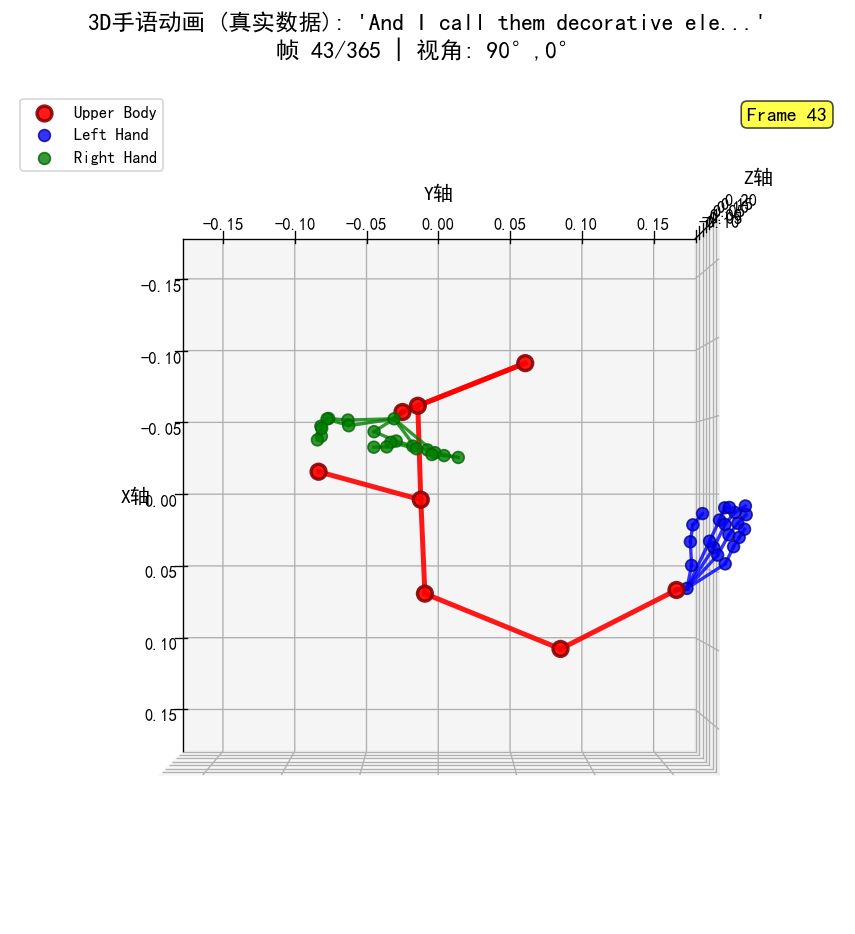 3D手语动画 (真实数据): 'And I call them decorative ele...'
帧 43/365 | 视角: 90°,0°
Upper Body
Left Hand
Right Hand
Frame 43
Z轴
Y轴
-0.15 -0.10 -0.05 0.00 0.05 0.10 0.15
-0.15
-0.10
-0.05
X轴
0.00
0.05
0.10
0.15